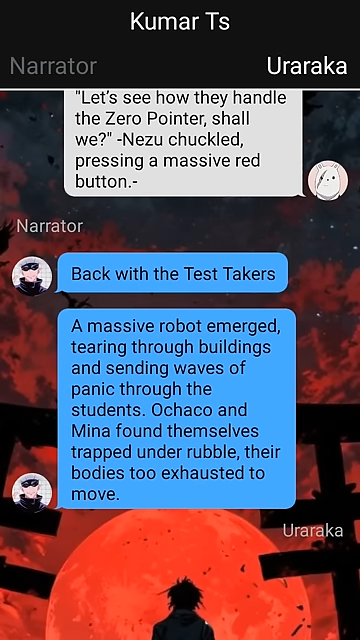 Kumar Ts
Narrator Uraraka
"Let's see how they handle
the Zero Pointer, shall
we?" -Nezu chuckled,
pressing a massive red
button.-
Narrator
Back with the Test Takers
A massive robot emerged,
tearing through buildings
and sending waves of
panic through the
students. Ochaco and
Mina found themselves
trapped under rubble, their
bodies too exhausted to
move.
Uraraka